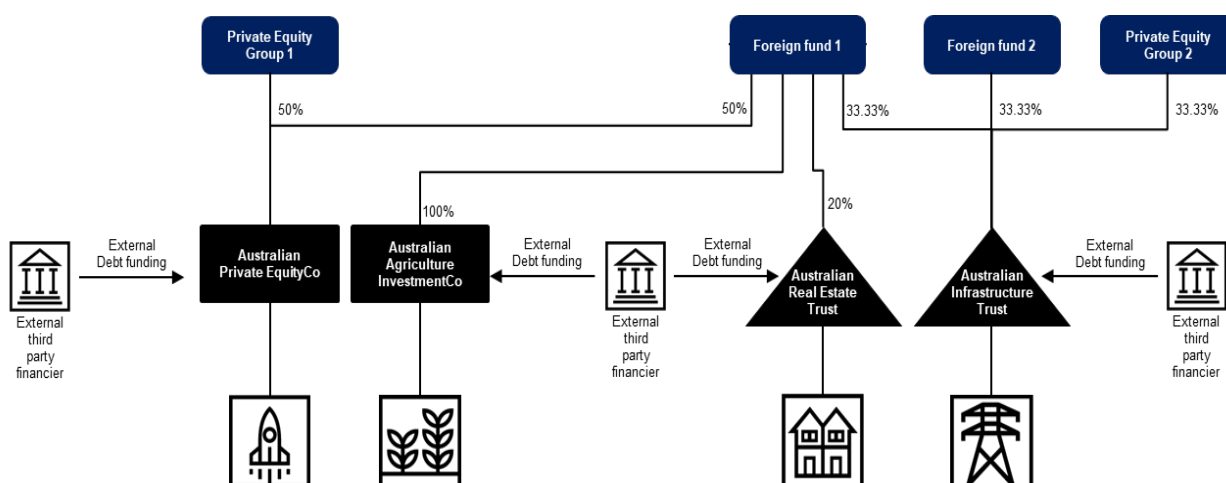 Private Equity
Group 1
Foreign fund 1
Foreign fund 2
Private Equity
Group 2
50%
50%
33.33%
33.33%
33.33%
100%
20%
External
Debt funding
Australian
Private EquityCo
Australian
Agriculture
InvestmentCo
External
Debt funding
External
Debt funding
Australian
Real Estate
Trust
Australian
Infrastructure
Trust
External
Debt funding
External
third
party
financier
External
third
party
financier
External
third
party
financier